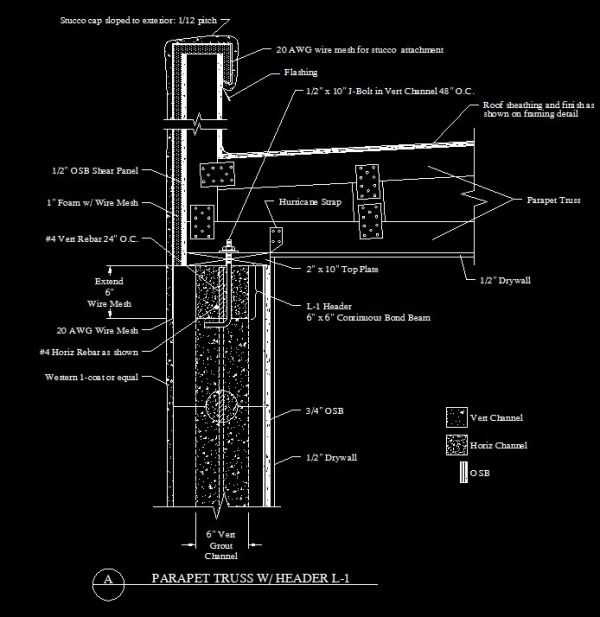 Stucco cap sloped to exterior: 1/12 pitch
20 AWG wire mesh for stucco attachment
Flashing
1/2" x 10" J-Bolt in Vert Channel 48" O.C.
Roof sheathing and finish as
shown on framing detail
1/2" OSB Shear Panel
1" Foam w/ Wire Mesh
Hurricane Strap
Parapet Truss
#4 Vert Rebar 24" O.C.
2" x 10" Top Plate
1/2" Drywall
Extend
6"
Wire Mesh
L-1 Header
6" x 6" Continuous Bond Beam
20 AWG Wire Mesh
#4 Horiz Rebar as shown
Western 1-coat or equal
3/4" OSB
Vert Channel
Horiz Channel
1/2" Drywall
OSB
6" Vert
Grout
Channel
A
PARAPET TRUSS W/ HEADER L-1